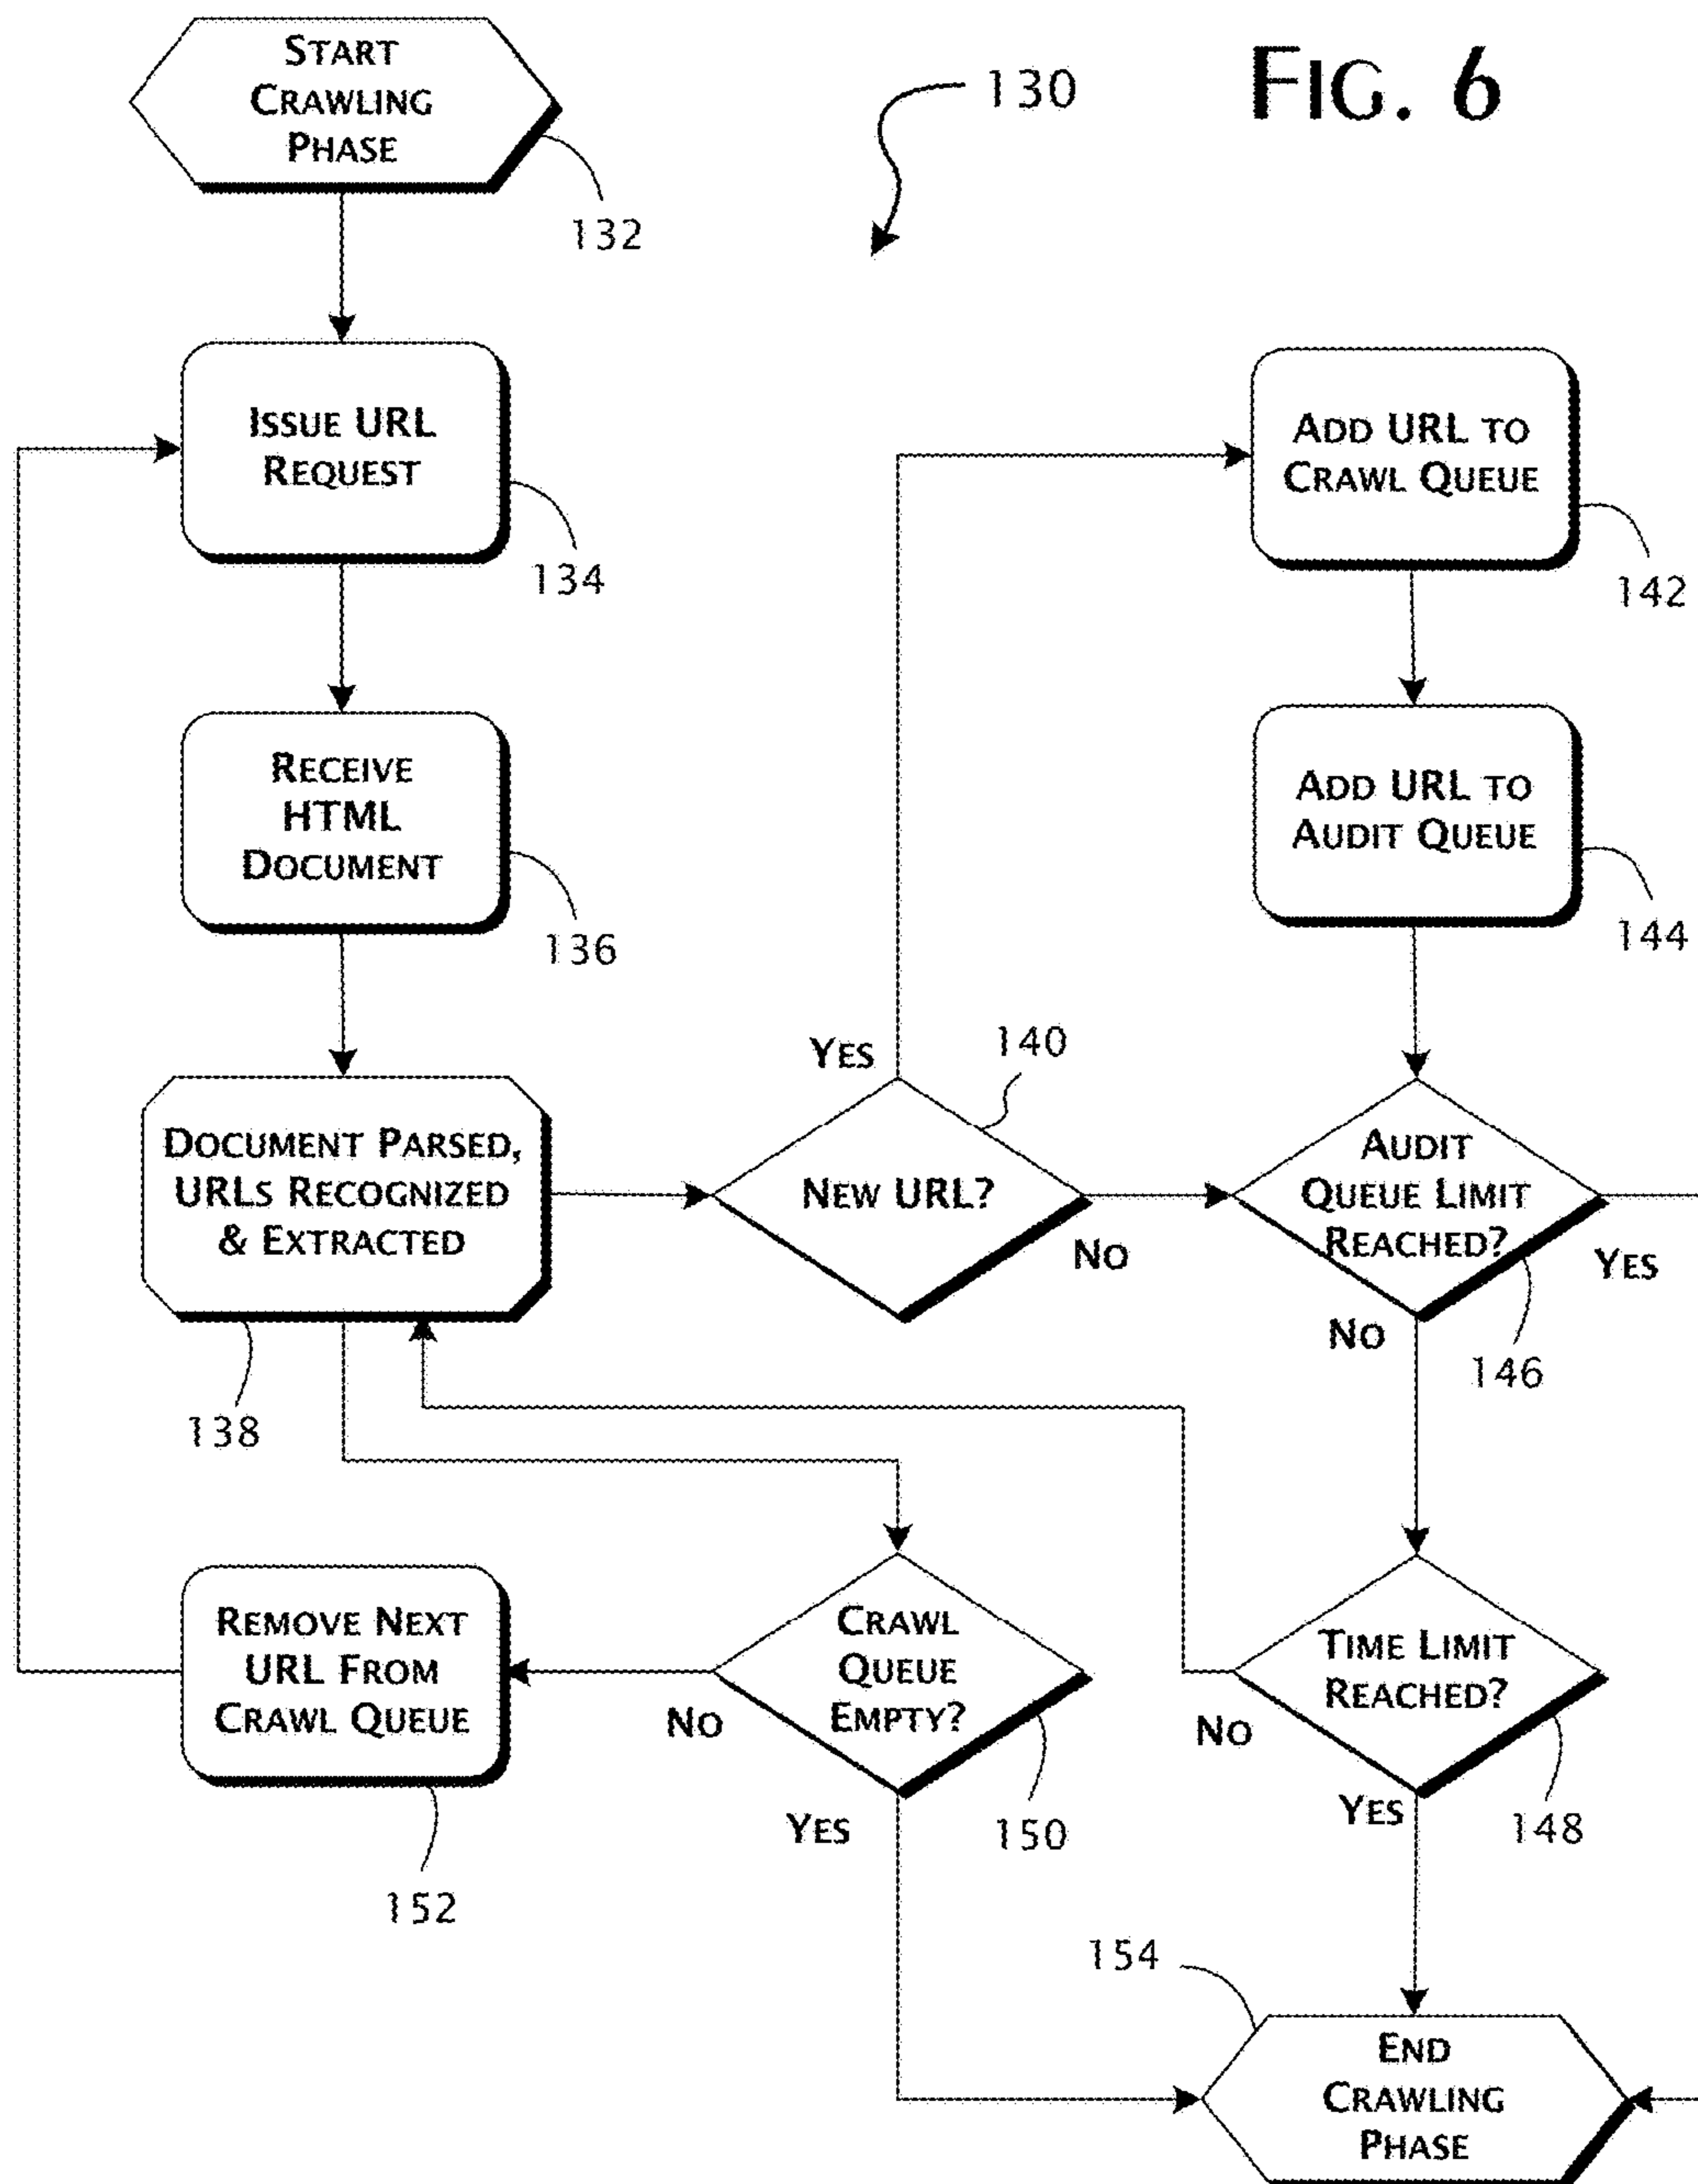 FIG. 6
130
START
CRAWLING
PHASE
132
ISSUE URL
REQUEST
134
RECEIVE
HTML
DOCUMENT
136
DOCUMENT PARSED,
URLS RECOGNIZED
& EXTRACTED
138
YES
140
NEW URL?
NO
ADD URL TO
CRAWL QUEUE
142
ADD URL TO
AUDIT QUEUE
144
AUDIT
QUEUE LIMIT
REACHED?
YES
NO
146
TIME LIMIT
REACHED?
NO
YES
148
CRAWL
QUEUE
EMPTY?
NO
YES
150
REMOVE NEXT
URL FROM
CRAWL QUEUE
152
154
END
CRAWLING
PHASE